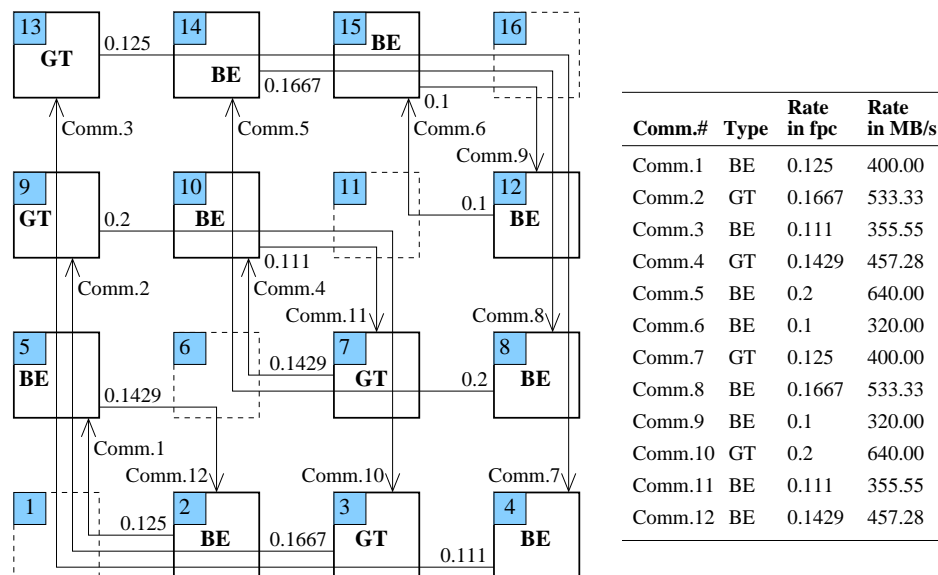 13
GT
0.125
14
BE
0.1667
15
BE
0.1
16
Comm.3
Comm.5
Comm.6
Comm.9
9
GT
0.2
10
BE
0.111
11
0.1
12
BE
Comm.2
Comm.4
Comm.11
Comm.8
5
BE
0.1429
6
0.1429
7
GT
0.2
8
BE
Comm.1
Comm.12
Comm.10
Comm.7
1
0.125
2
BE
0.1667
3
GT
0.111
4
BE
Comm.# Type Rate in fpc Rate in MB/s
Comm.1 BE 0.125 400.00
Comm.2 GT 0.1667 533.33
Comm.3 BE 0.111 355.55
Comm.4 GT 0.1429 457.28
Comm.5 BE 0.2 640.00
Comm.6 BE 0.1 320.00
Comm.7 GT 0.125 400.00
Comm.8 BE 0.1667 533.33
Comm.9 BE 0.1 320.00
Comm.10 GT 0.2 640.00
Comm.11 BE 0.111 355.55
Comm.12 BE 0.1429 457.28